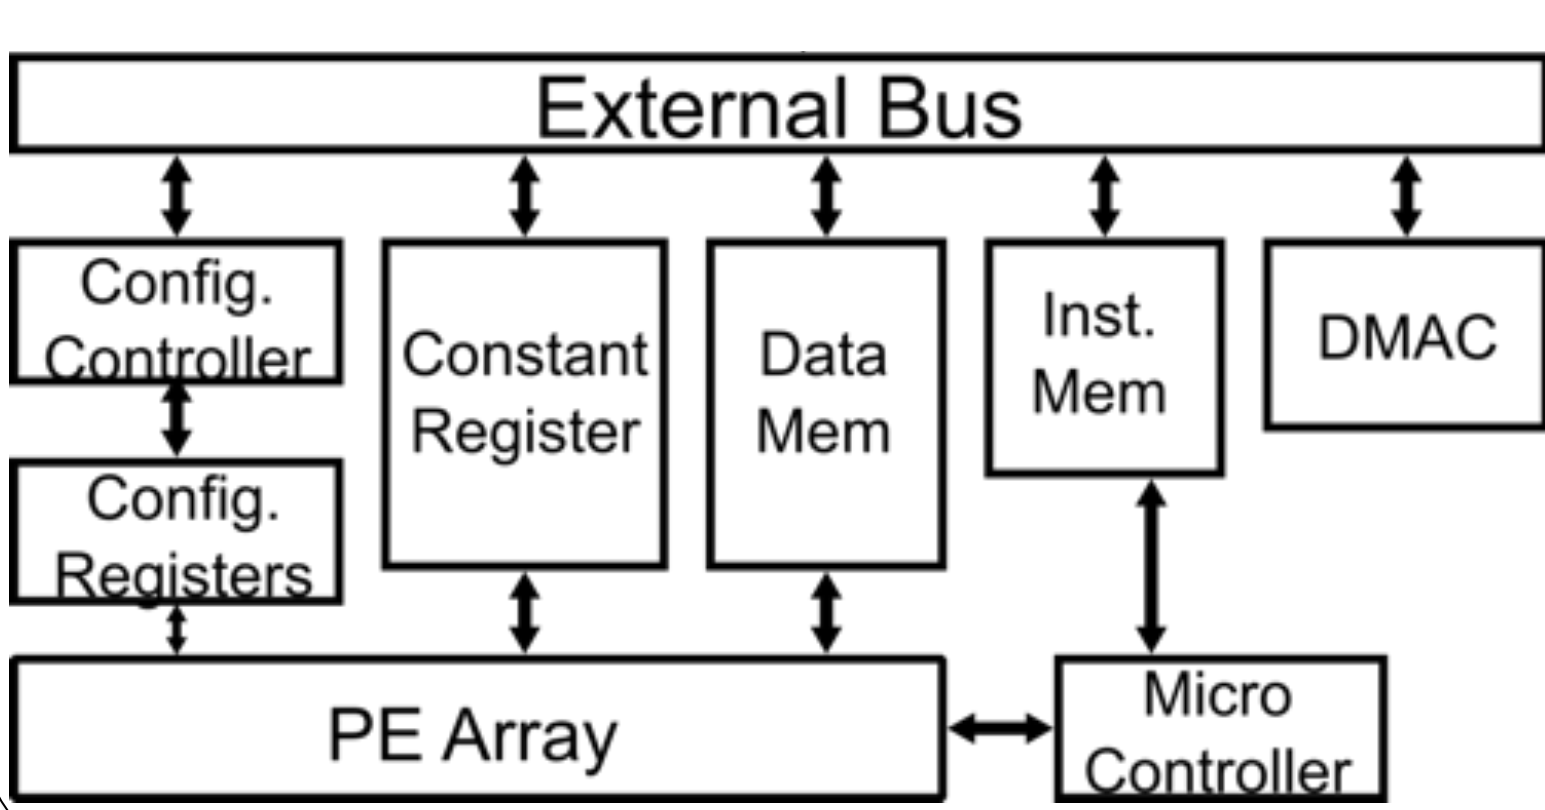 External Bus
Config.
Controller
Constant
Register
Data
Mem
Inst.
Mem
DMAC
Config.
Registers
PE Array
Micro
Controller